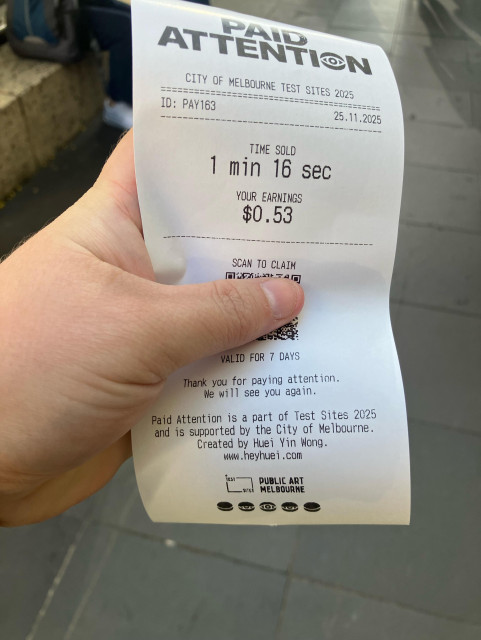 PAID
ATTENTION
CITY OF MELBOURNE TEST SITES 2025
ID: PAY163 25.11.2025
TIME SOLD
1 min 16 sec
YOUR EARNINGS
$0.53
SCAN TO CLAIM
VALID FOR 7 DAYS
Thank you for paying attention.
We will see you again.
Paid Attention is a part of Test Sites 2025
and is supported by the City of Melbourne.
Created by Huei Yin Wong.
www.heyhuei.com
TEST
SITES
PUBLIC ART
MELBOURNE